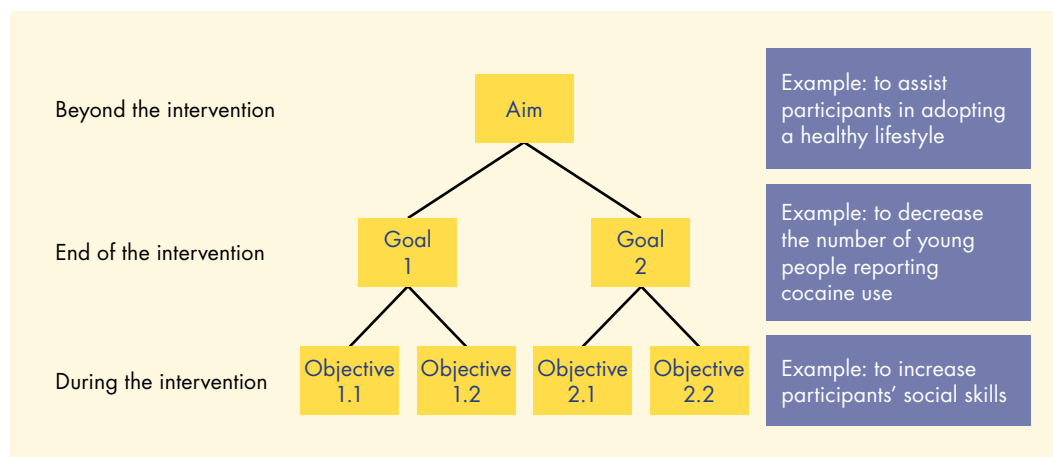 Beyond the intervention
Aim
Example: to assist
participants in adopting
a healthy lifestyle
End of the intervention
Goal
1
Goal
2
Example: to decrease
the number of young
people reporting
cocaine use
During the intervention
Objective
1.1
Objective
1.2
Objective
2.1
Objective
2.2
Example: to increase
participants’ social skills